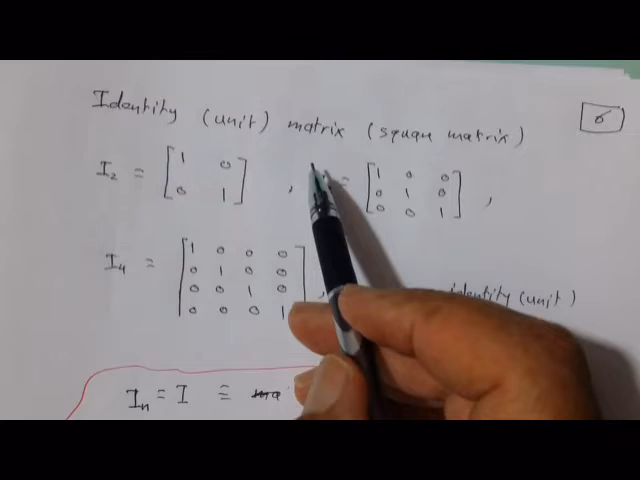 Identity (unit) matrix (square matrix)
6
I₂ = [1 0
0 1] , = [1 0 0
0 1 0
0 0 1] ,
I₄ = [1 0 0 0
0 1 0 0
0 0 1 0
0 0 0 1] ,
identity (unit)
Iₙ = I ≡